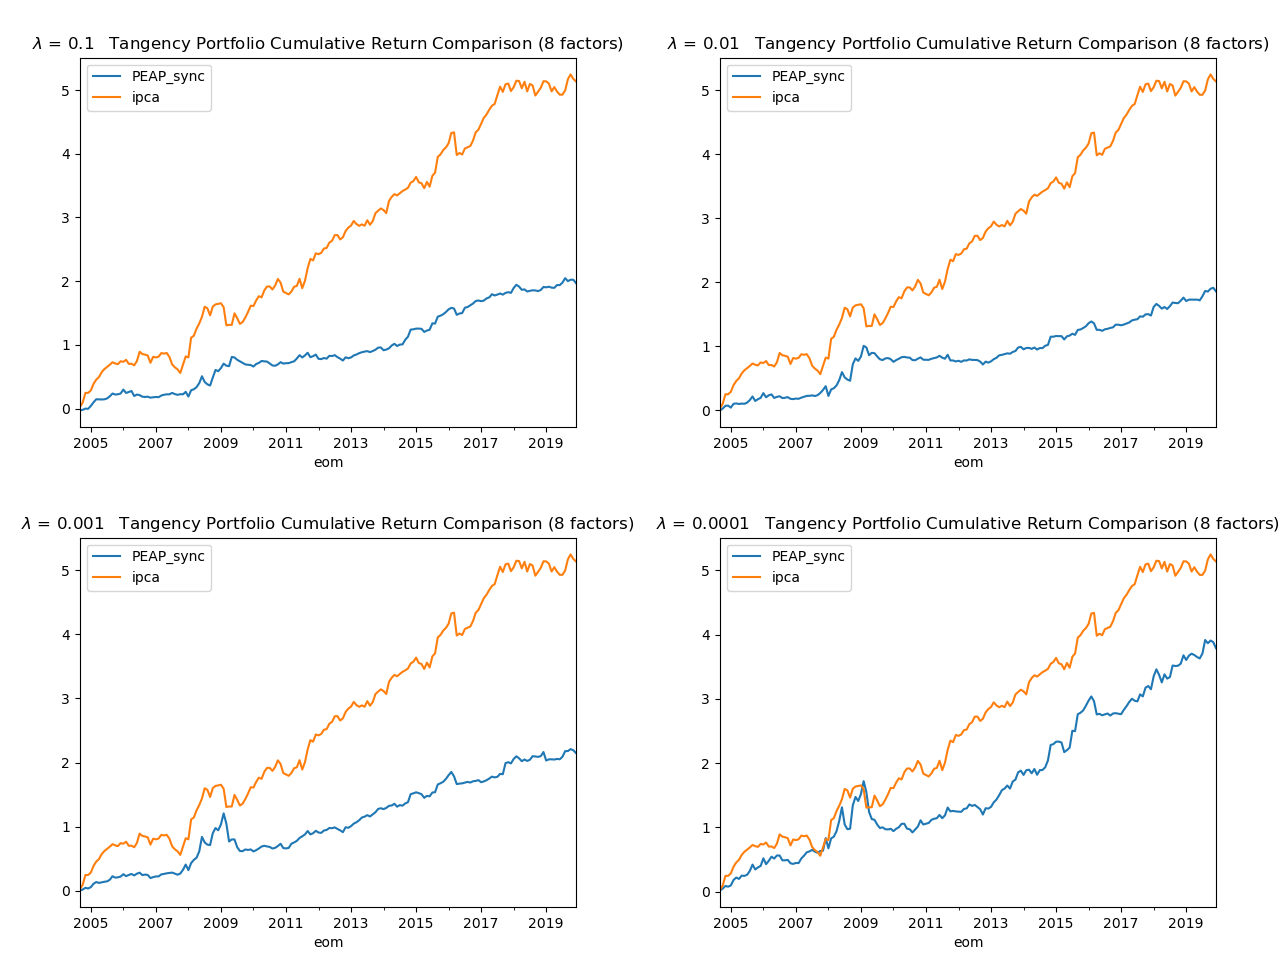 λ = 0.1 Tangency Portfolio Cumulative Return Comparison (8 factors)
PEAP_sync
ipca
5
4
3
2
1
0
2005 2007 2009 2011 2013 2015 2017 2019
eom
λ = 0.01 Tangency Portfolio Cumulative Return Comparison (8 factors)
PEAP_sync
ipca
5
4
3
2
1
0
2005 2007 2009 2011 2013 2015 2017 2019
eom
λ = 0.001 Tangency Portfolio Cumulative Return Comparison (8 factors)
PEAP_sync
ipca
5
4
3
2
1
0
2005 2007 2009 2011 2013 2015 2017 2019
eom
λ = 0.0001 Tangency Portfolio Cumulative Return Comparison (8 factors)
PEAP_sync
ipca
5
4
3
2
1
0
2005 2007 2009 2011 2013 2015 2017 2019
eom